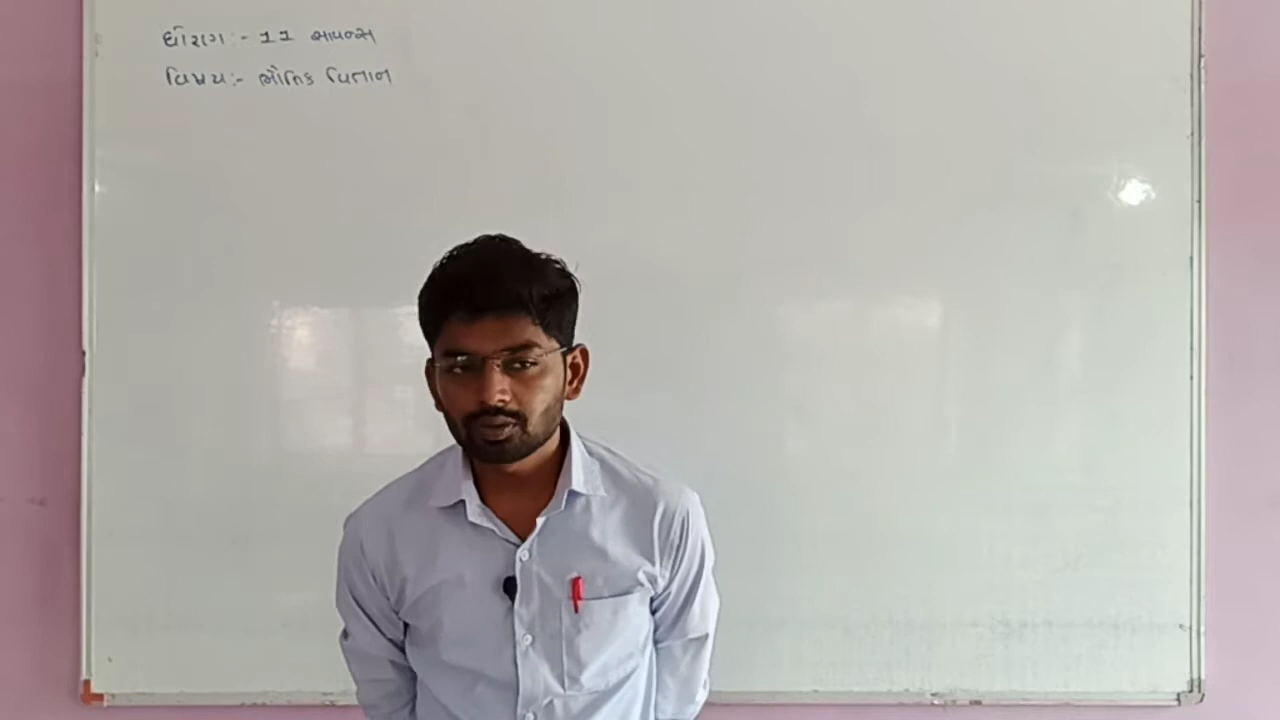 ધોરણ :- 11 સાયન્સ
વિષય :- ભૌતિક વિજ્ઞાન